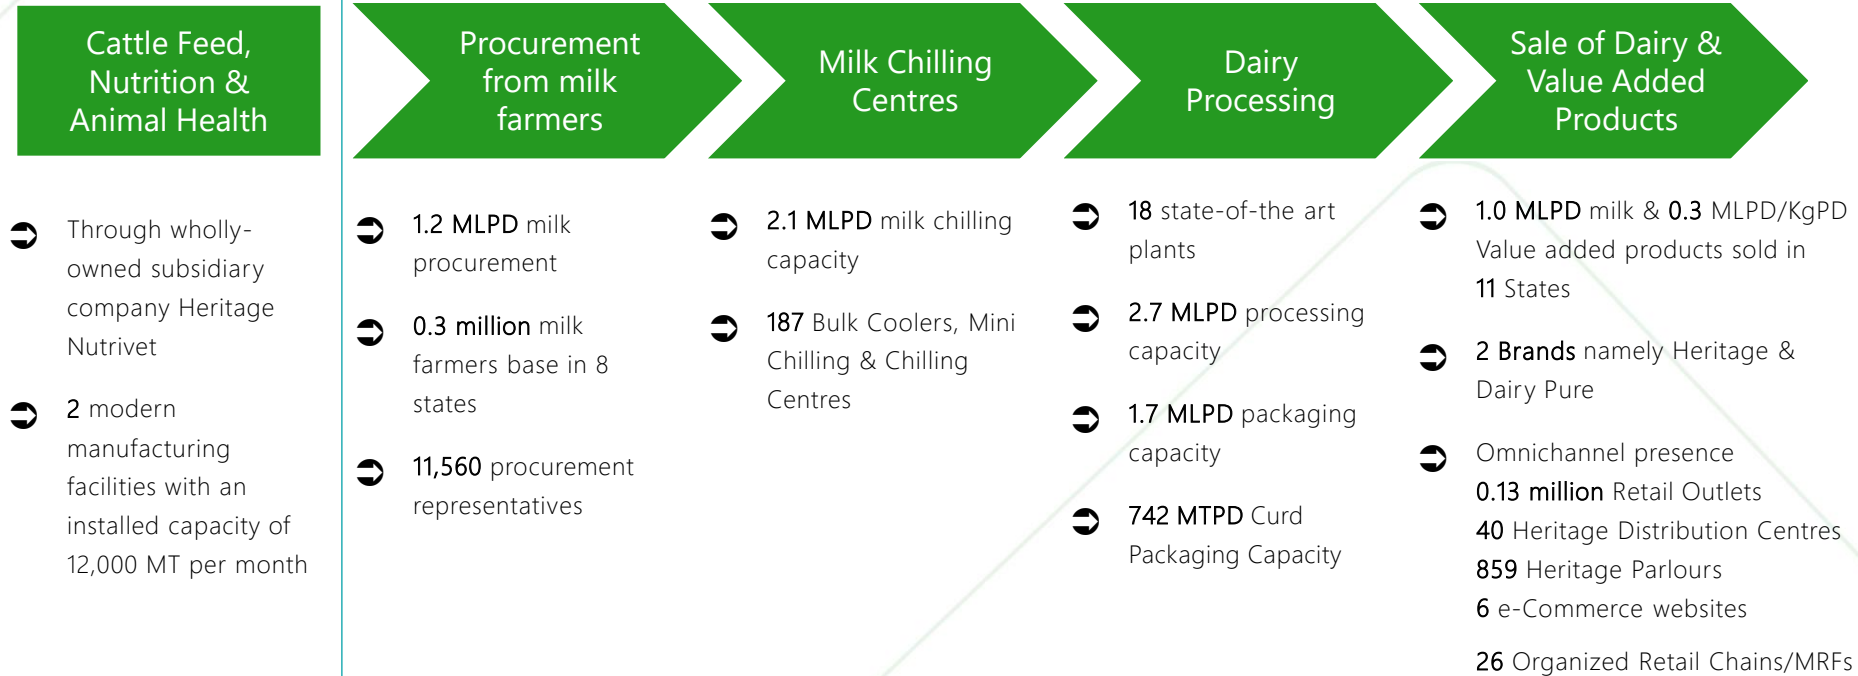 Cattle Feed,
Nutrition &
Animal Health
Through wholly-
owned subsidiary
company Heritage
Nutrivet
2 modern
manufacturing
facilities with an
installed capacity of
12,000 MT per month
Procurement
from milk
farmers
1.2 MLPD milk
procurement
0.3 million milk
farmers base in 8
states
11,560 procurement
representatives
Milk Chilling
Centres
2.1 MLPD milk chilling
capacity
187 Bulk Coolers, Mini
Chilling & Chilling
Centres
Dairy
Processing
18 state-of-the art
plants
2.7 MLPD processing
capacity
1.7 MLPD packaging
capacity
742 MTPD Curd
Packaging Capacity
Sale of Dairy &
Value Added
Products
1.0 MLPD milk & 0.3 MLPD/KgPD
Value added products sold in
11 States
2 Brands namely Heritage &
Dairy Pure
Omnichannel presence
0.13 million Retail Outlets
40 Heritage Distribution Centres
859 Heritage Parlours
6 e-Commerce websites
26 Organized Retail Chains/MRFs